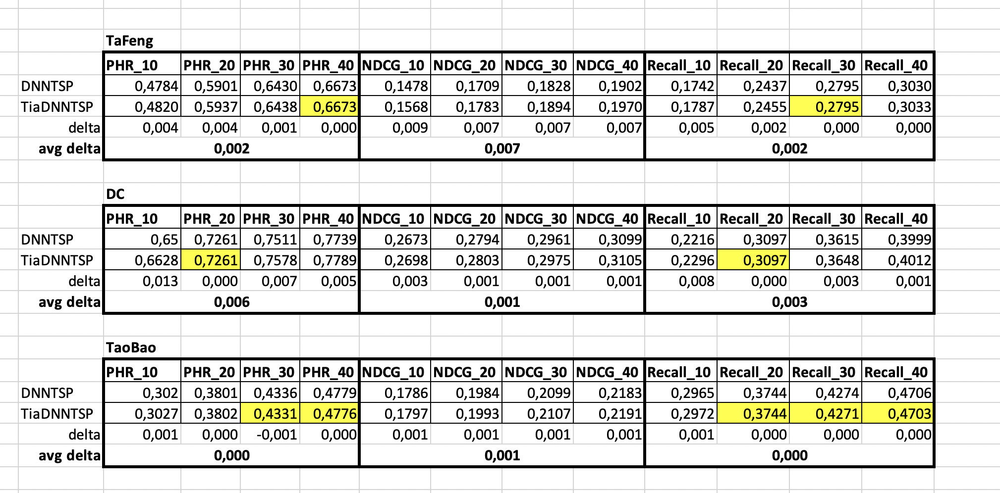 TaFeng
PHR_10 PHR_20 PHR_30 PHR_40 NDCG_10 NDCG_20 NDCG_30 NDCG_40 Recall_10 Recall_20 Recall_30 Recall_40
DNNTSP 0,4784 0,5901 0,6430 0,6673 0,1478 0,1709 0,1828 0,1902 0,1742 0,2437 0,2795 0,3030
TiaDNNTSP 0,4820 0,5937 0,6438 0,6673 0,1568 0,1783 0,1894 0,1970 0,1787 0,2455 0,2795 0,3033
delta 0,004 0,004 0,001 0,000 0,009 0,007 0,007 0,007 0,005 0,002 0,000 0,000
avg delta 0,002 0,007 0,002
DC
PHR_10 PHR_20 PHR_30 PHR_40 NDCG_10 NDCG_20 NDCG_30 NDCG_40 Recall_10 Recall_20 Recall_30 Recall_40
DNNTSP 0,65 0,7261 0,7511 0,7739 0,2673 0,2794 0,2961 0,3099 0,2216 0,3097 0,3615 0,3999
TiaDNNTSP 0,6628 0,7261 0,7578 0,7789 0,2698 0,2803 0,2975 0,3105 0,2296 0,3097 0,3648 0,4012
delta 0,013 0,000 0,007 0,005 0,003 0,001 0,001 0,001 0,008 0,000 0,003 0,001
avg delta 0,006 0,001 0,003
TaoBao
PHR_10 PHR_20 PHR_30 PHR_40 NDCG_10 NDCG_20 NDCG_30 NDCG_40 Recall_10 Recall_20 Recall_30 Recall_40
DNNTSP 0,302 0,3801 0,4336 0,4779 0,1786 0,1984 0,2099 0,2183 0,2965 0,3744 0,4274 0,4706
TiaDNNTSP 0,3027 0,3802 0,4331 0,4776 0,1797 0,1993 0,2107 0,2191 0,2972 0,3744 0,4271 0,4703
delta 0,001 0,000 -0,001 0,000 0,001 0,001 0,001 0,001 0,001 0,000 0,000 0,000
avg delta 0,000 0,001 0,000